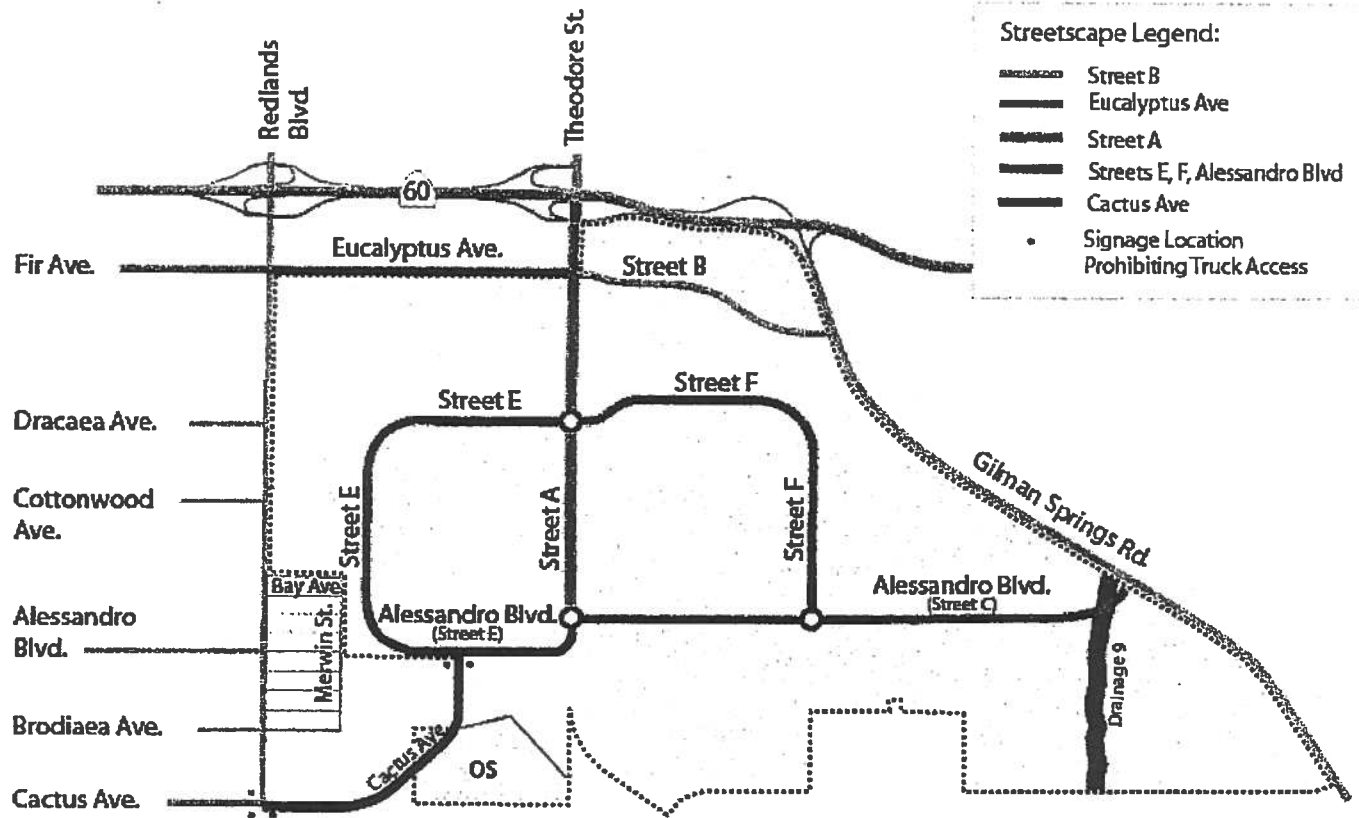 Redlands
Blvd.
Theodore St.
Streetscape Legend:
Street B
Eucalyptus Ave
Street A
Streets E, F, Alessandro Blvd
Cactus Ave
Signage Location
Prohibiting Truck Access
60
Eucalyptus Ave.
Fir Ave.
Street B
Street F
Street E
Dracaea Ave.
Gilman Springs Rd.
Cottonwood
Ave.
Street E
Street A
Street F
Bay Ave
Alessandro Blvd.
(Street C)
Alessandro
Blvd.
Alessandro Blvd.
(Street E)
Merwin St.
Drainage 9
Brodiaea Ave.
Cactus Ave
OS
Cactus Ave.